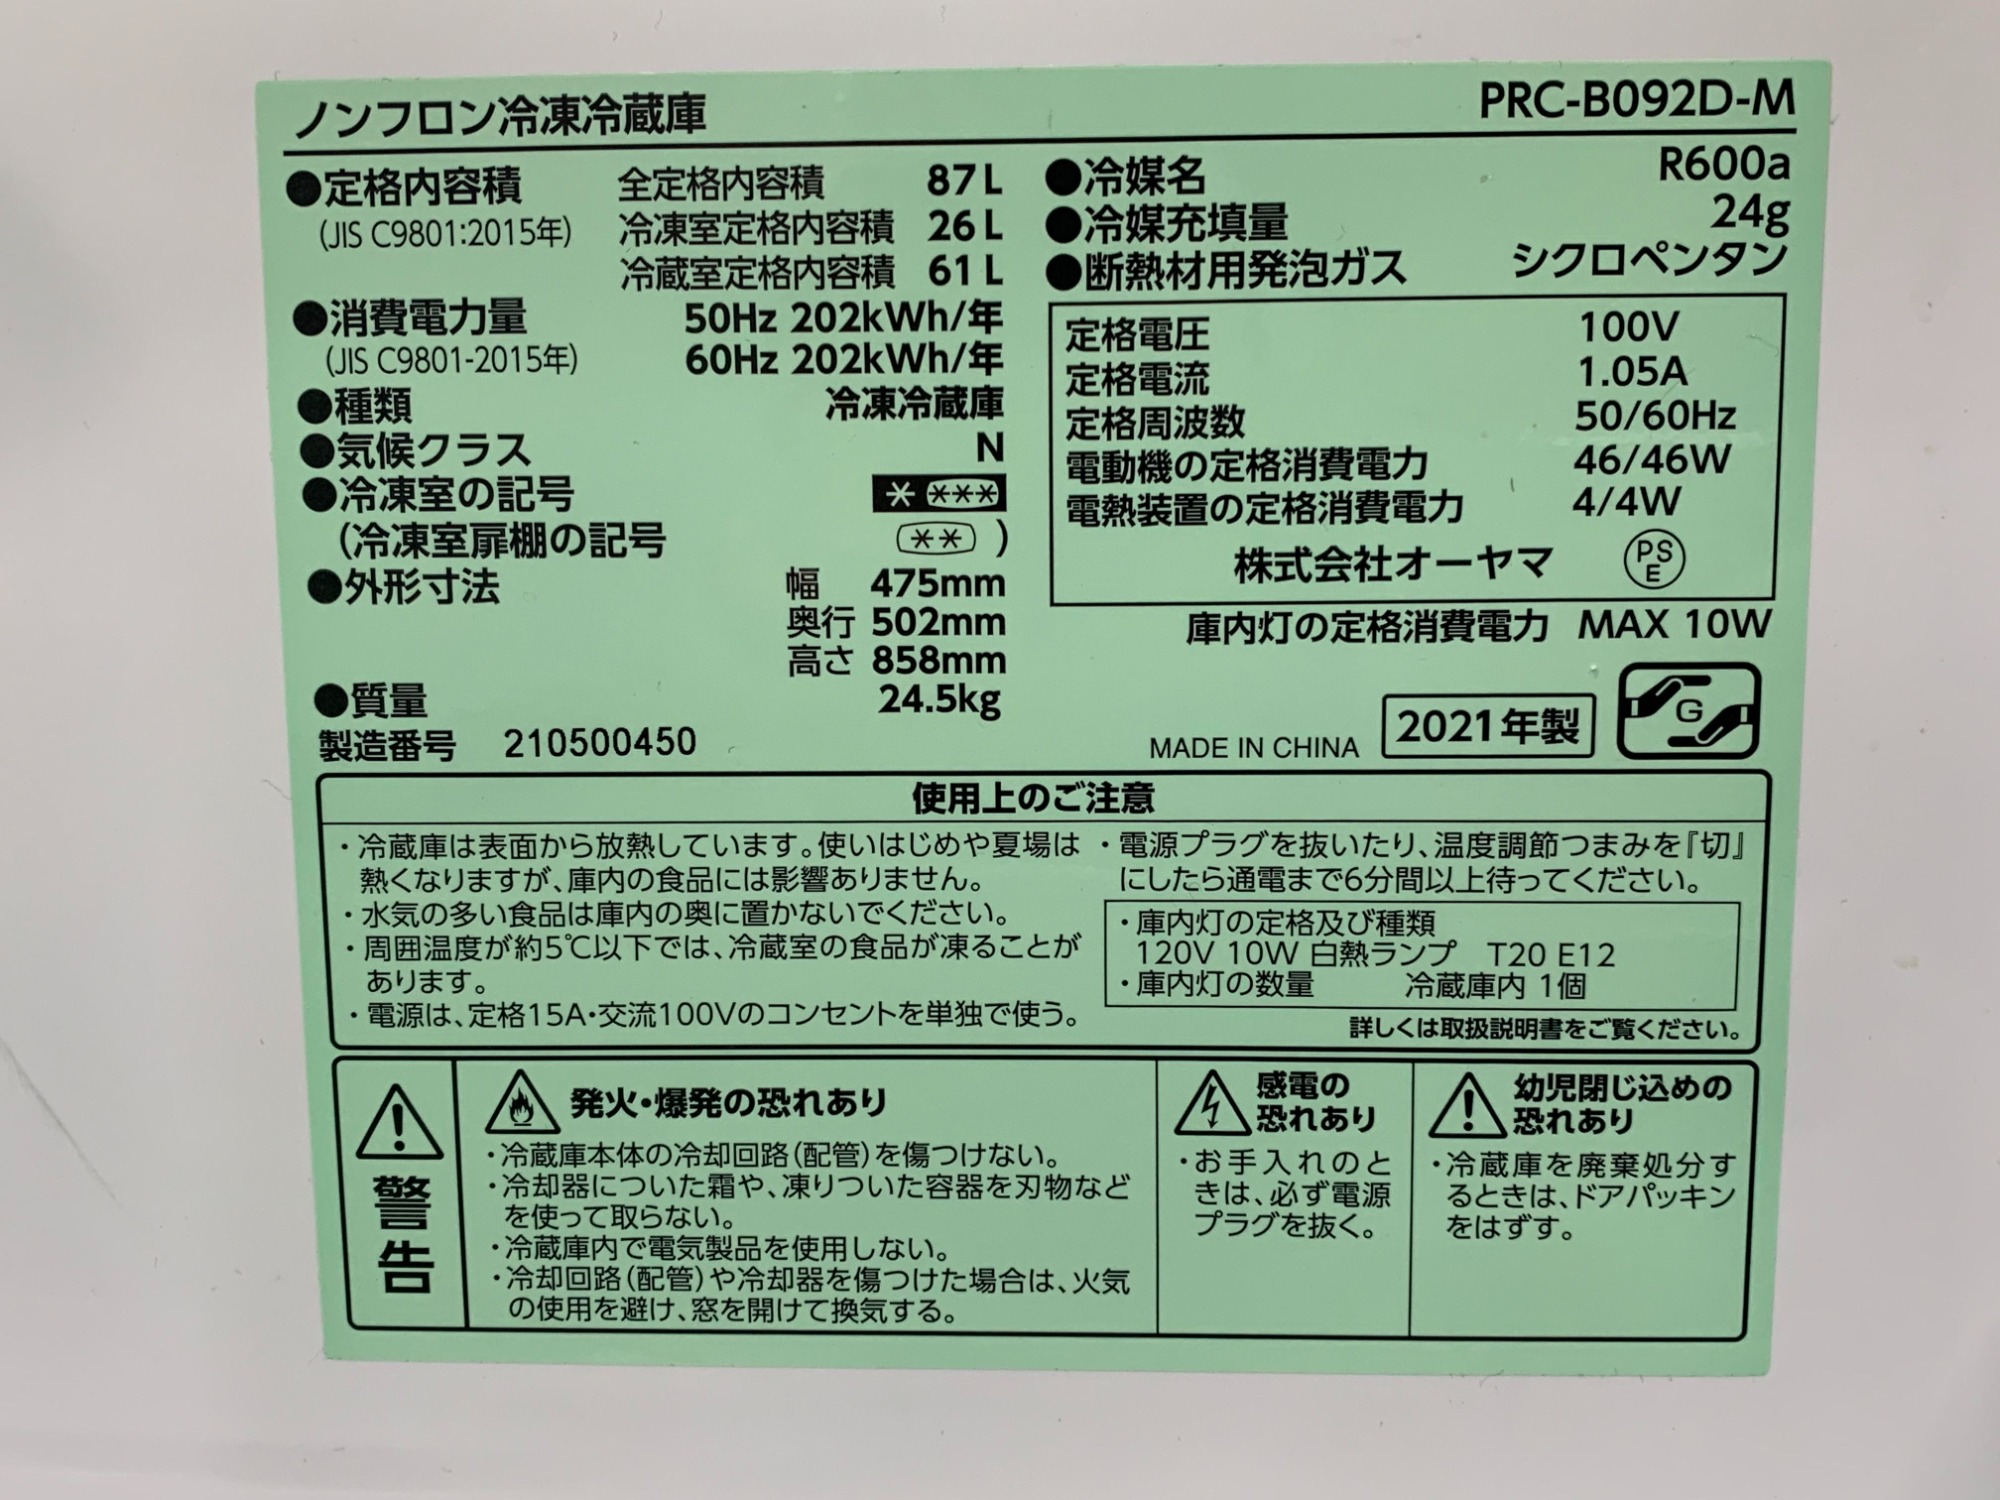 ノンフロン冷凍冷蔵庫 PRC-B092D-M
●定格内容積 全定格内容積 87L
(JIS C9801:2015年) 冷凍室定格内容積 26L
冷蔵室定格内容積 61L
●消費電力量 50Hz 202kWh/年
(JIS C9801-2015年) 60Hz 202kWh/年
●種類 冷凍冷蔵庫
●気候クラス N
●冷凍室の記号 * ***
(冷凍室扉棚の記号 ** )
●外形寸法 幅 475mm
奥行 502mm
高さ 858mm
●質量 24.5kg
製造番号 210500450
●冷媒名 R600a
●冷媒充填量 24g
●断熱材用発泡ガス シクロペンタン
定格電圧 100V
定格電流 1.05A
定格周波数 50/60Hz
電動機の定格消費電力 46/46W
電熱装置の定格消費電力 4/4W
株式会社オーヤマ PSE
庫内灯の定格消費電力 MAX 10W
MADE IN CHINA 2021年製 G
使用上のご注意
・冷蔵庫は表面から放熱しています。使いはじめや夏場は
熱くなりますが、庫内の食品には影響ありません。
・水気の多い食品は庫内の奥に置かないでください。
・周囲温度が約5℃以下では、冷蔵室の食品が凍ることが
あります。
・電源は、定格15A・交流100Vのコンセントを単独で使う。
・電源プラグを抜いたり、温度調節つまみを『切』
にしたら通電まで6分間以上待ってください。
・庫内灯の定格及び種類
120V 10W 白熱ランプ T20 E12
・庫内灯の数量 冷蔵庫内 1個
詳しくは取扱説明書をご覧ください。
警告
発火・爆発の恐れあり
・冷蔵庫本体の冷却回路(配管)を傷つけない。
・冷却器についた霜や、凍りついた容器を刃物など
を使って取らない。
・冷蔵庫内で電気製品を使用しない。
・冷却回路(配管)や冷却器を傷つけた場合は、火気
の使用を避け、窓を開けて換気する。
感電の
恐れあり
・お手入れのと
きは、必ず電源
プラグを抜く。
幼児閉じ込めの
恐れあり
・冷蔵庫を廃棄処分す
るときは、ドアパッキン
をはずす。